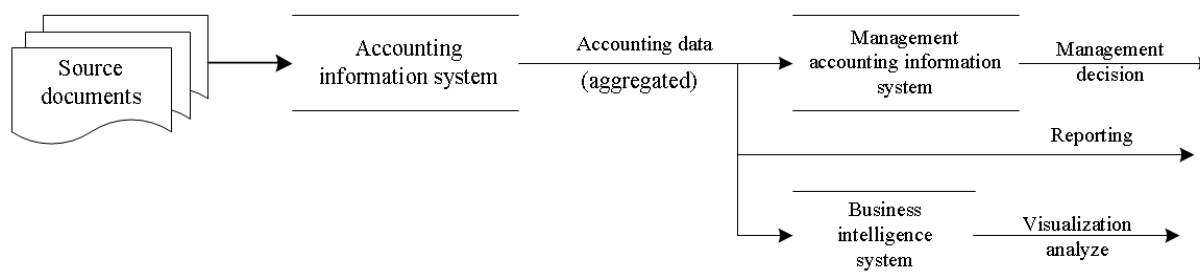 Source
documents
Accounting
information system
Accounting data
(aggregated)
Management
accounting information
system
Management
decision
Reporting
Business
intelligence
system
Visualization
analyze